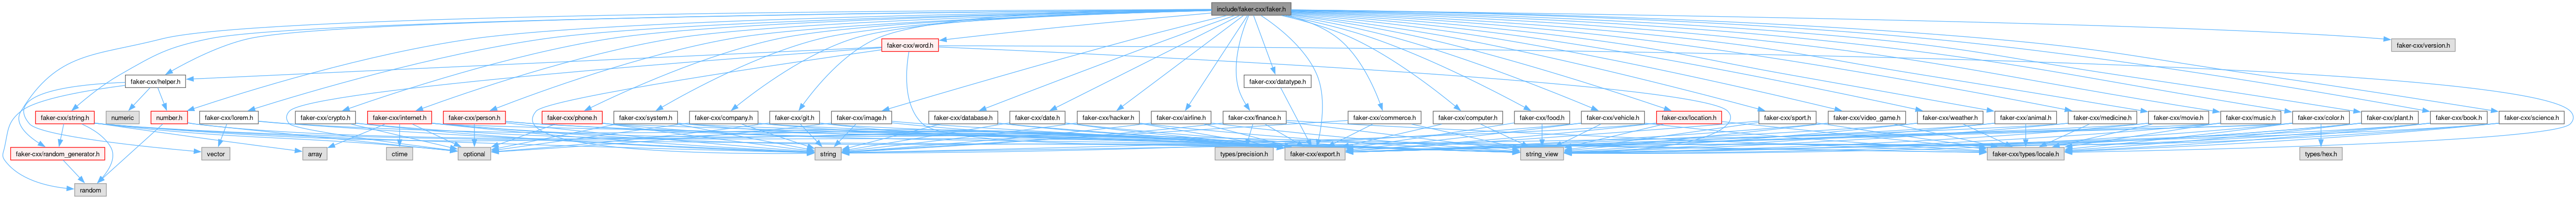 include/faker-cxx/faker.h
faker-cxx/word.h
faker-cxx/version.h
faker-cxx/helper.h
faker-cxx/datatype.h
faker-cxx/string.h
numeric
number.h
faker-cxx/lorem.h
faker-cxx/crypto.h
faker-cxx/internet.h
faker-cxx/person.h
faker-cxx/phone.h
faker-cxx/system.h
faker-cxx/company.h
faker-cxx/git.h
faker-cxx/image.h
faker-cxx/database.h
faker-cxx/date.h
faker-cxx/hacker.h
faker-cxx/airline.h
faker-cxx/finance.h
faker-cxx/commerce.h
faker-cxx/computer.h
faker-cxx/food.h
faker-cxx/vehicle.h
faker-cxx/location.h
faker-cxx/sport.h
faker-cxx/video_game.h
faker-cxx/weather.h
faker-cxx/animal.h
faker-cxx/medicine.h
faker-cxx/movie.h
faker-cxx/music.h
faker-cxx/color.h
faker-cxx/plant.h
faker-cxx/book.h
faker-cxx/science.h
faker-cxx/random_generator.h
vector
array
ctime
optional
string
types/precision.h
faker-cxx/export.h
string_view
faker-cxx/types/locale.h
types/hex.h
random